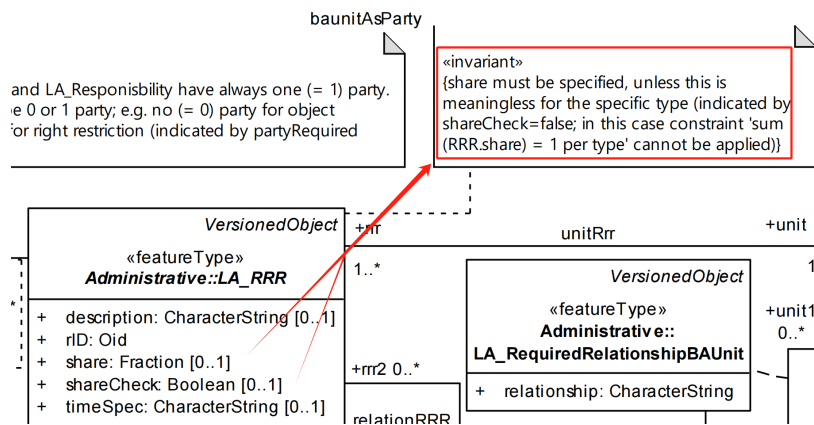 baunitAsParty
and LA_Responisbility have always one (= 1) party.
e 0 or 1 party; e.g. no (= 0) party for object
for right restriction (indicated by partyRequired
«invariant»
{share must be specified, unless this is
meaningless for the specific type (indicated by
shareCheck=false; in this case constraint 'sum
(RRR.share) = 1 per type' cannot be applied)}
VersionedObject
«featureType»
Administrative::LA_RRR
+ description: CharacterString [0..1]
+ rID: Oid
+ share: Fraction [0..1]
+ shareCheck: Boolean [0..1]
+ timeSpec: CharacterString [0..1]
*
+rrr
1..*
unitRrr
+unit
1
VersionedObject
«featureType»
Administrative::
LA_RequiredRelationshipBAUnit
+ relationship: CharacterString
+unit1
0..*
+rrr2 0..*
relationRRR